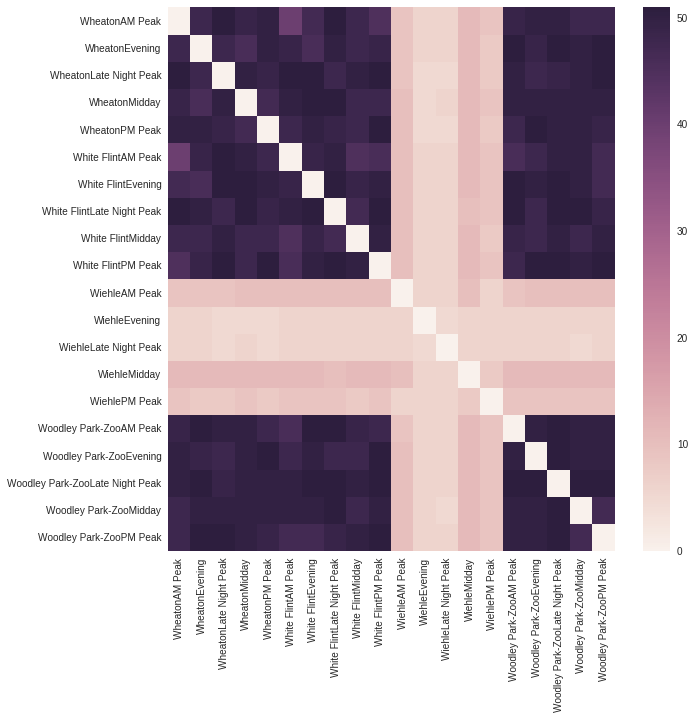 WheatonAM Peak
WheatonEvening
WheatonLate Night Peak
WheatonMidday
WheatonPM Peak
White FlintAM Peak
White FlintEvening
White FlintLate Night Peak
White FlintMidday
White FlintPM Peak
WiehleAM Peak
WiehleEvening
WiehleLate Night Peak
WiehleMidday
WiehlePM Peak
Woodley Park-ZooAM Peak
Woodley Park-ZooEvening
Woodley Park-ZooLate Night Peak
Woodley Park-ZooMidday
Woodley Park-ZooPM Peak
WheatonAM Peak
WheatonEvening
WheatonLate Night Peak
WheatonMidday
WheatonPM Peak
White FlintAM Peak
White FlintEvening
White FlintLate Night Peak
White FlintMidday
White FlintPM Peak
WiehleAM Peak
WiehleEvening
WiehleLate Night Peak
WiehleMidday
WiehlePM Peak
Woodley Park-ZooAM Peak
Woodley Park-ZooEvening
Woodley Park-ZooLate Night Peak
Woodley Park-ZooMidday
Woodley Park-ZooPM Peak
50
40
30
20
10
0